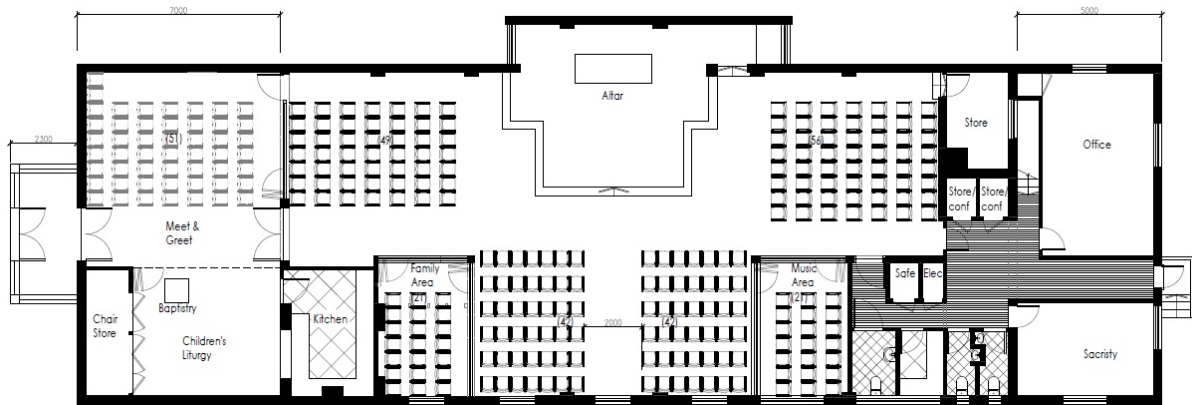 7000
5000
2300
Altar
(51)
(49)
(56)
Store
Office
Store/
conf
Store/
conf
Meet &
Greet
Family
Area
(21)
Music
Area
(21)
Safe
Elec
Baptistry
Chair
Store
Children's
Liturgy
Kitchen
(42)
2000
(42)
Sacristy